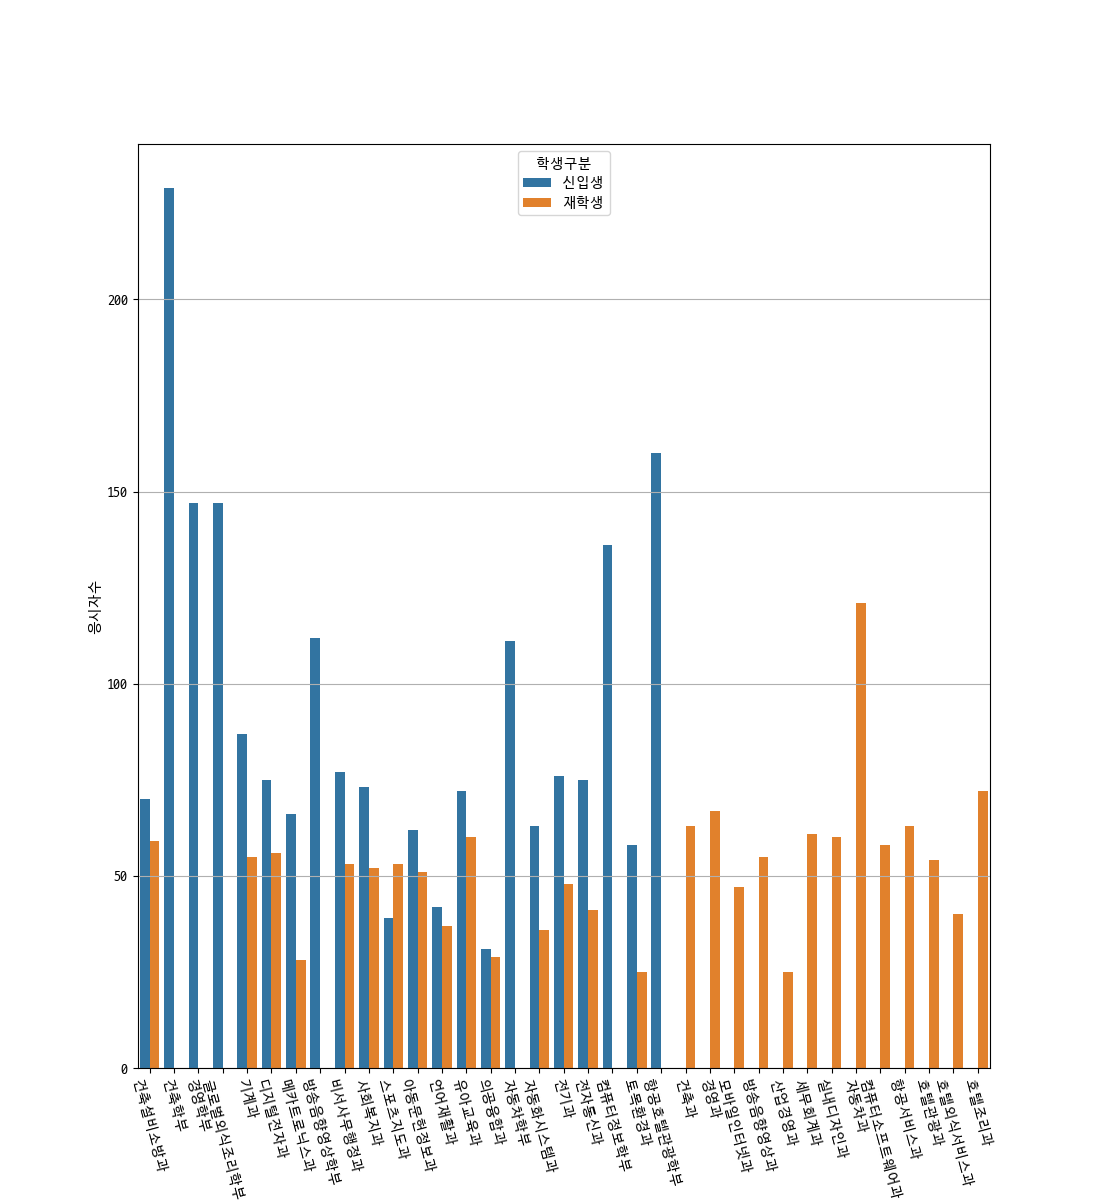 학생구분
신입생
재학생
응시자수
200
150
100
50
0
건축설비소방과
건축학부
경영학부
글로벌외식조리학부
기계과
디지털전자과
메카트로닉스과
방송음향영상학부
비서사무행정과
사회복지과
스포츠지도과
아동문헌정보과
언어재활과
유아교육과
의공융합과
자동차학부
자동화시스템과
전기과
전자통신과
컴퓨터정보학부
토목환경과
항공호텔관광학부
건축과
경영과
모바일인터넷과
방송음향영상과
산업경영과
세무회계과
실내디자인과
자동차과
컴퓨터소프트웨어과
항공서비스과
호텔관광과
호텔외식서비스과
호텔조리과